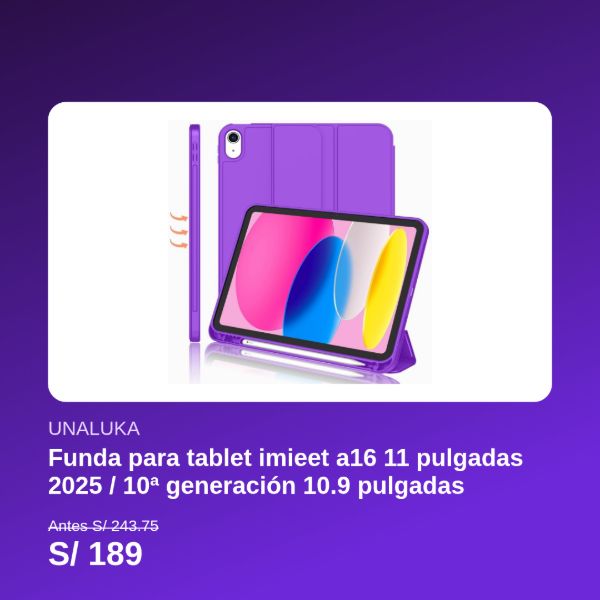 UNALUKA
Funda para tablet imieet a16 11 pulgadas
2025 / 10ª generación 10.9 pulgadas
Antes S/ 243.75
S/ 189